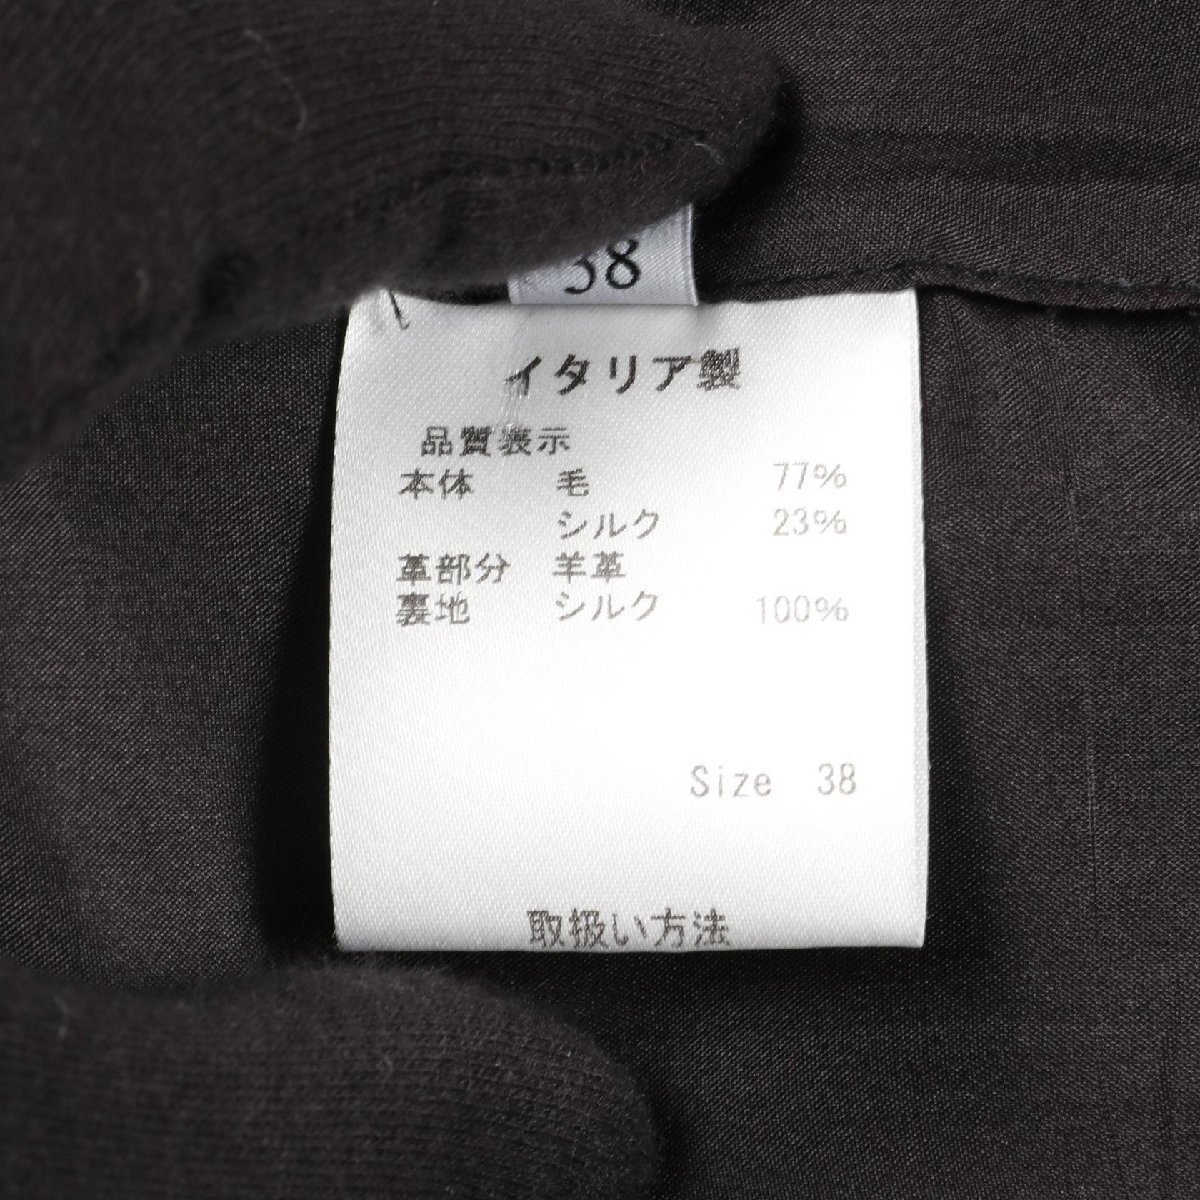 38
イタリア製
品質表示
本体 毛 77%
シルク 23%
革部分 羊革
裏地 シルク 100%
Size 38
取扱い方法